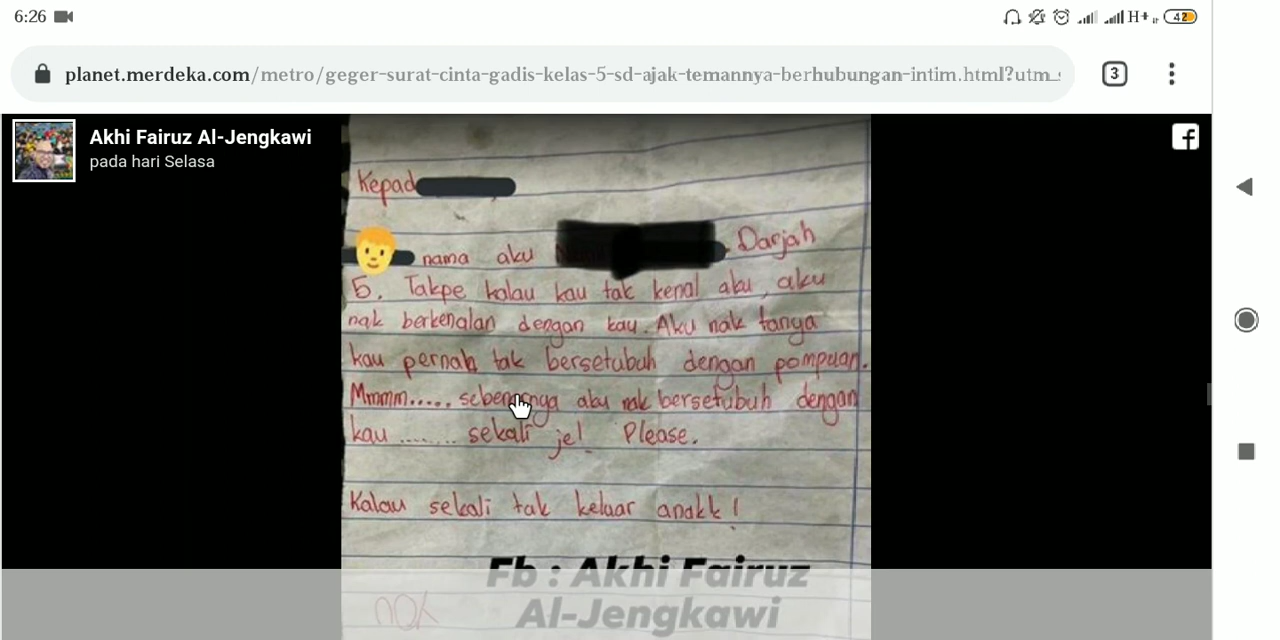 6:26
H+
42
planet.merdeka.com/metro/geger-surat-cinta-gadis-kelas-5-sd-ajak-temannya-berhubungan-intim.html?utm_
3
Akhi Fairuz Al-Jengkawi
pada hari Selasa
Kepad
nama aku Darjah
5. Takpe kalau kau tak kenal aku, aku
nak berkenalan dengan kau. Aku nak tanya
kau pernah tak bersetubuh dengan pompuan.
Mmmm..... sebenarnya aku nak bersetubuh dengan
kau ........ sekali je! Please.
Kalau sekali tak keluar anakk!
Fb : Akhi Fairuz
Al-Jengkawi